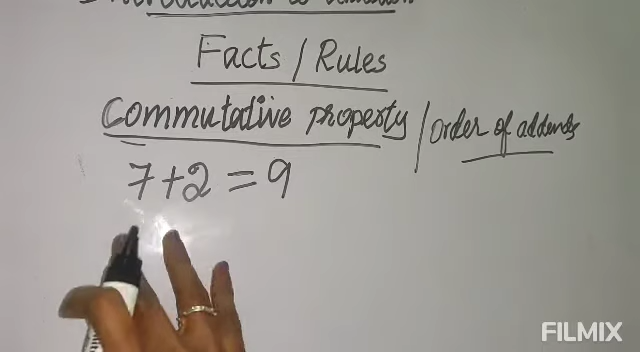 Facts / Rules
Commutative property / order of addends
7+2=9
FILMIX